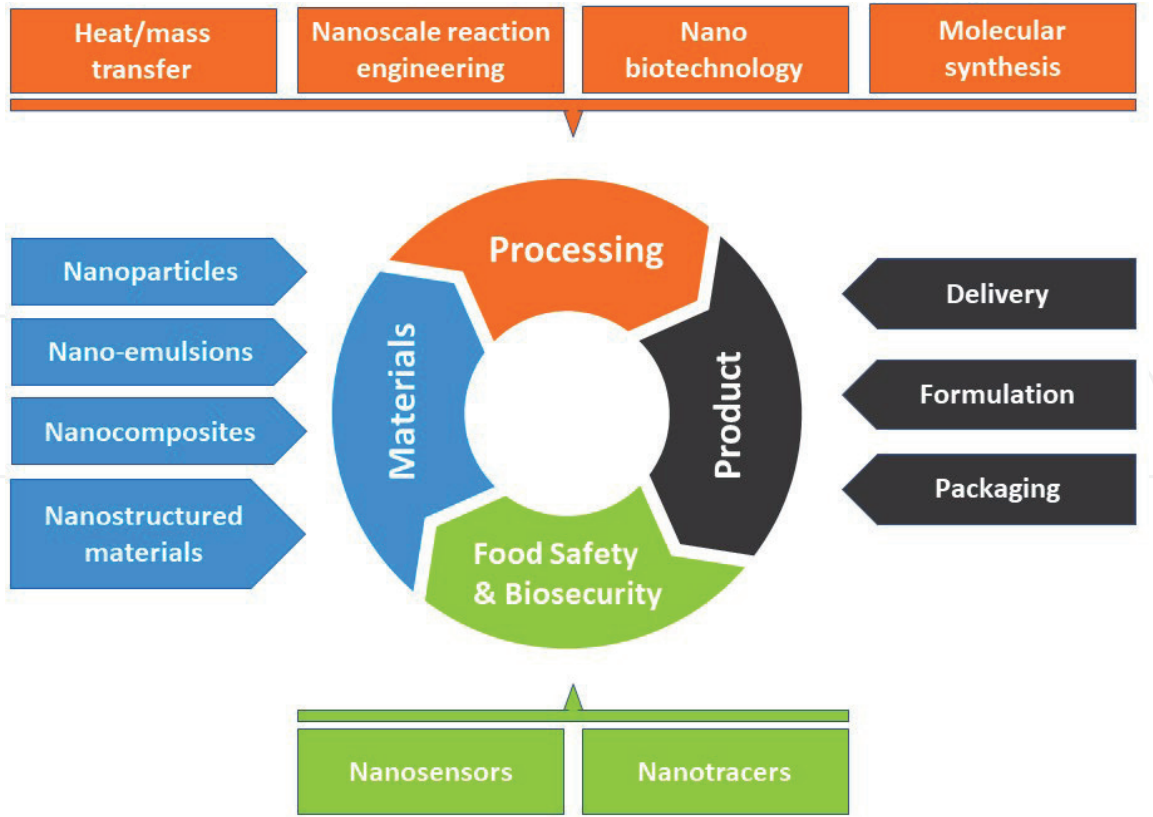 Heat/mass
transfer
Nanoscale reaction
engineering
Nano
biotechnology
Molecular
synthesis
Processing
Materials
Product
Food Safety
& Biosecurity
Nanoparticles
Nano-emulsions
Nanocomposites
Nanostructured
materials
Delivery
Formulation
Packaging
Nanosensors
Nanotracers